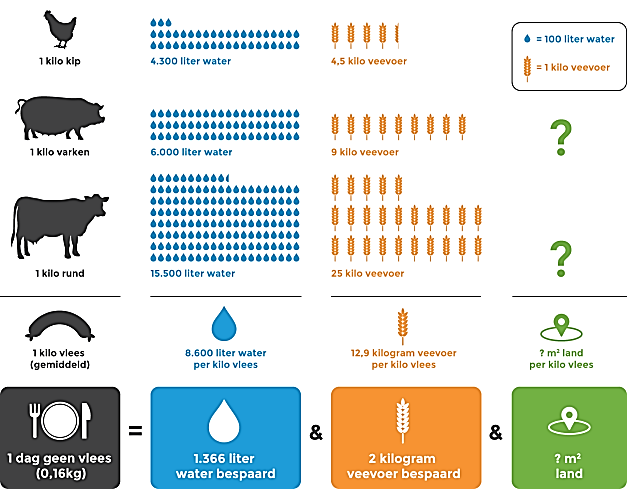 1 kilo kip
4.300 liter water
4,5 kilo veevoer
= 100 liter water
= 1 kilo veevoer
1 kilo varken
6.000 liter water
9 kilo veevoer
?
1 kilo rund
15.500 liter water
25 kilo veevoer
?
1 kilo vlees
(gemiddeld)
8.600 liter water
per kilo vlees
12,9 kilogram veevoer
per kilo vlees
? m² land
per kilo vlees
1 dag geen vlees
(0,16kg)
=
1.366 liter
water bespaard
&
2 kilogram
veevoer bespaard
&
? m²
land